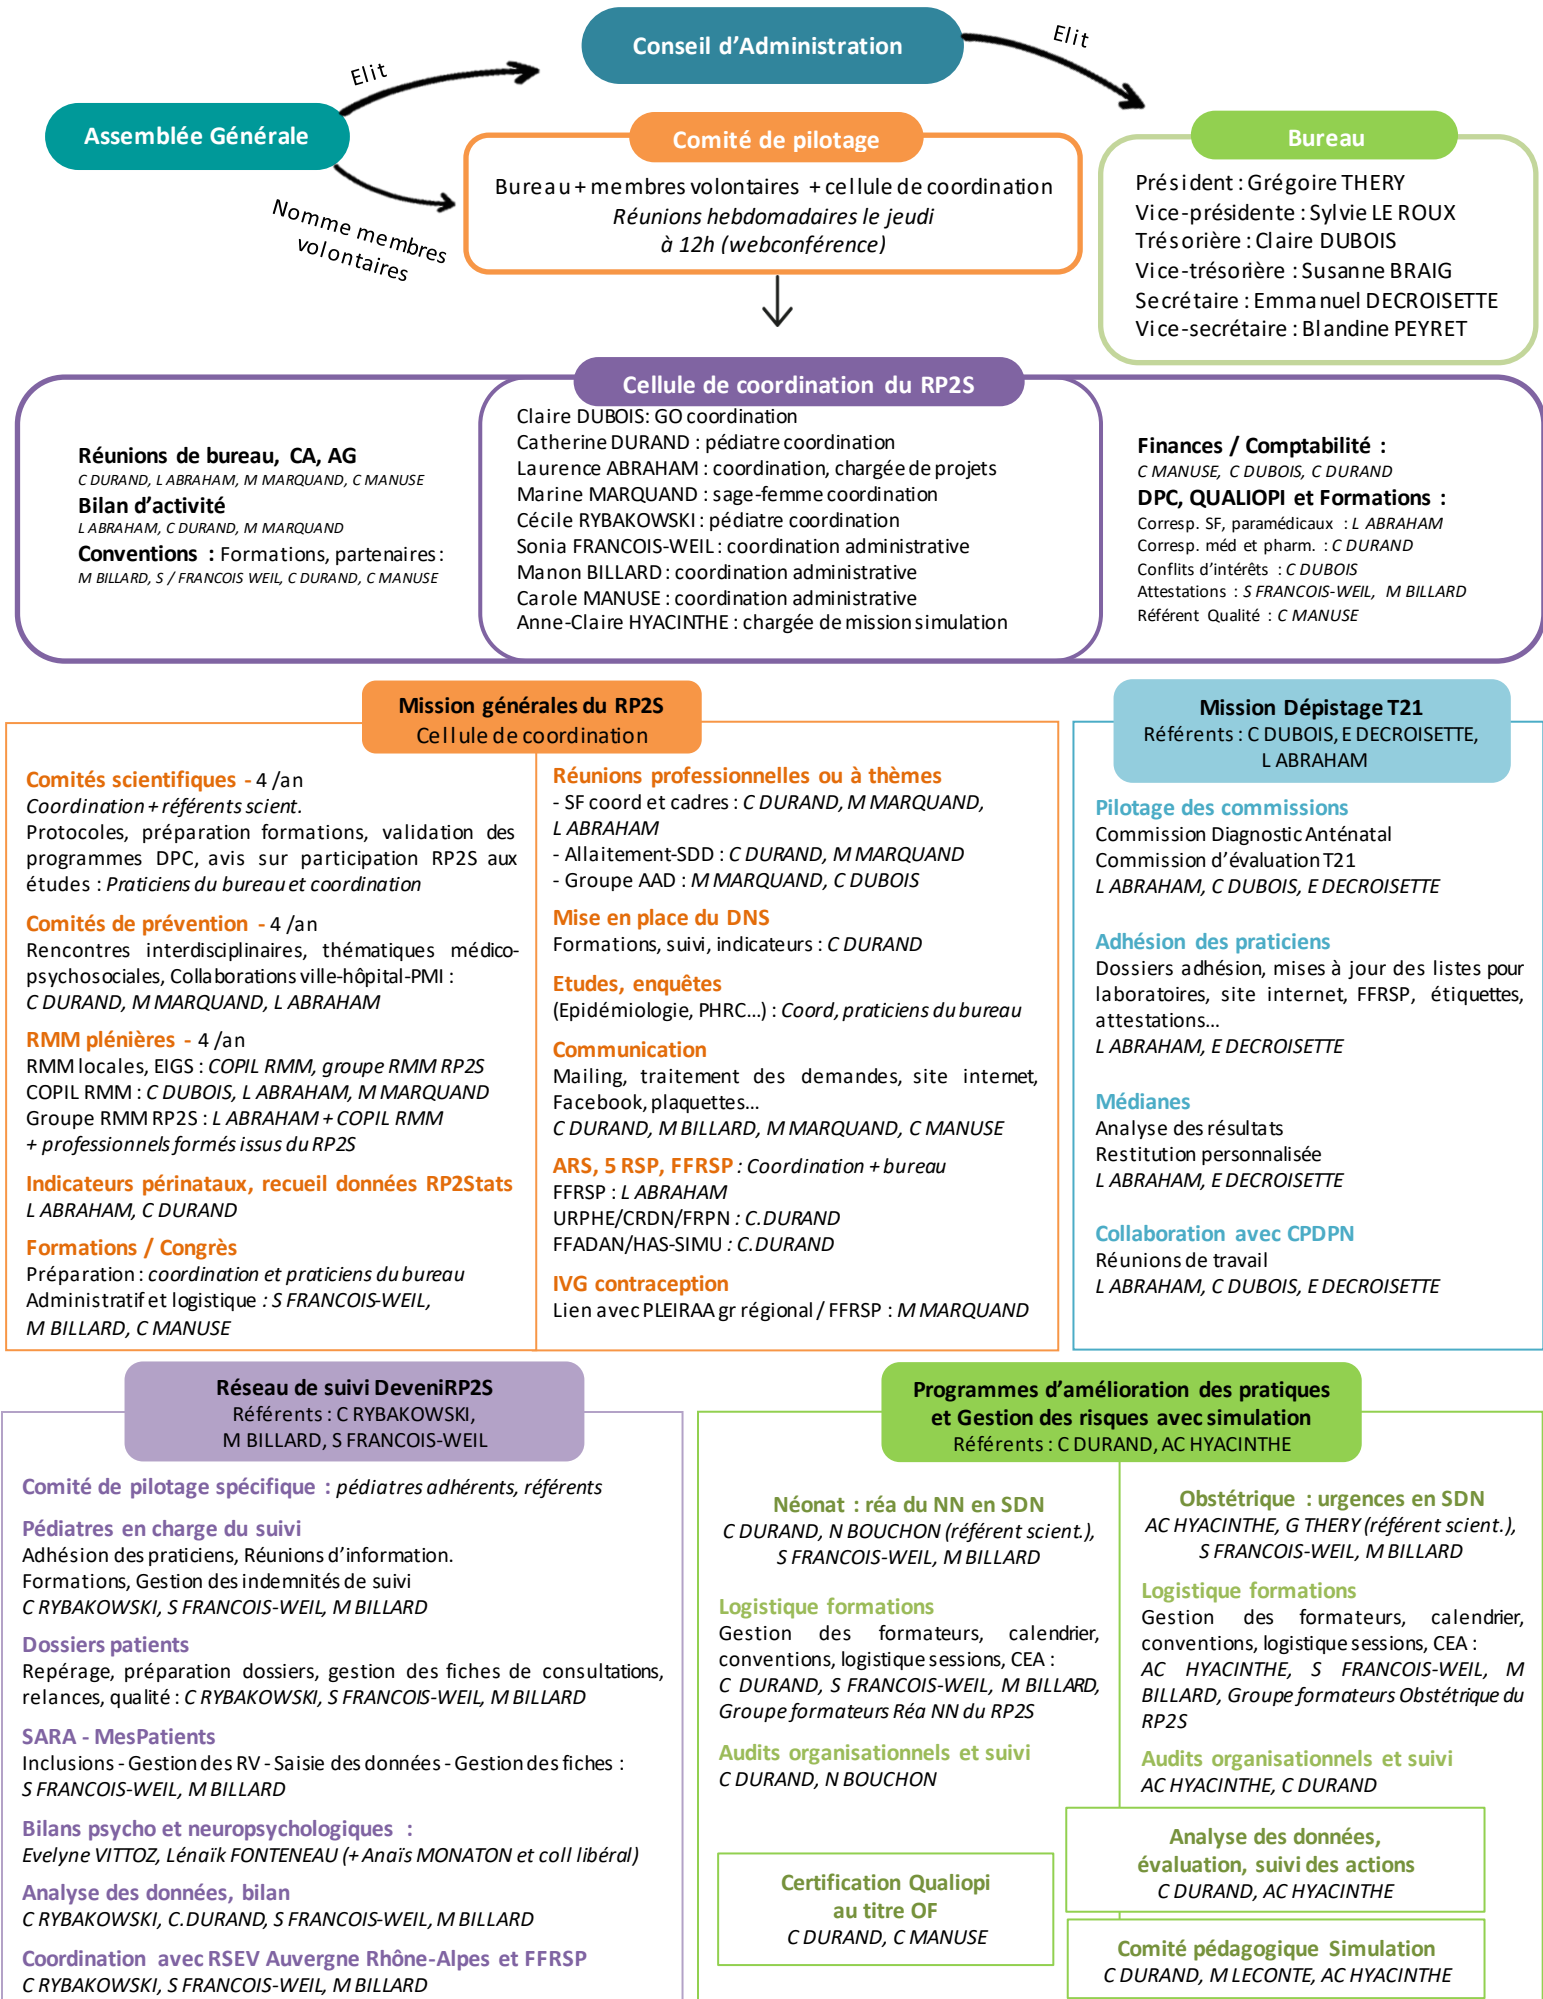 Conseil d'Administration
Elit
Elit
Assemblée Générale
Nomme membres
volontaires
Comité de pilotage
Bureau + membres volontaires + cellule de coordination
Réunions hebdomadaires le jeudi
à 12h (webconférence)
Bureau
Président : Grégoire THERY
Vice-présidente : Sylvie LE ROUX
Trésorière : Claire DUBOIS
Vice-trésorière : Susanne BRAIG
Secrétaire : Emmanuel DECROISETTE
Vice-secrétaire : Blandine PEYRET
Cellule de coordination du RP2S
Réunions de bureau, CA, AG
C DURAND, L ABRAHAM, M MARQUAND, C MANUSE
Bilan d'activité
L ABRAHAM, C DURAND, M MARQUAND
Conventions : Formations, partenaires :
M BILLARD, S / FRANCOIS WEIL, C DURAND, C MANUSE
Claire DUBOIS: GO coordination
Catherine DURAND : pédiatre coordination
Laurence ABRAHAM : coordination, chargée de projets
Marine MARQUAND : sage-femme coordination
Cécile RYBAKOWSKI : pédiatre coordination
Sonia FRANCOIS-WEIL : coordination administrative
Manon BILLARD : coordination administrative
Carole MANUSE : coordination administrative
Anne-Claire HYACINTHE : chargée de mission simulation
Finances / Comptabilité :
C MANUSE, C DUBOIS, C DURAND
DPC, QUALIOPI et Formations :
Corresp. SF, paramédicaux : L ABRAHAM
Corresp. méd et pharm. : C DURAND
Conflits d'intérêts : C DUBOIS
Attestations : S FRANCOIS-WEIL, M BILLARD
Référent Qualité : C MANUSE
Mission générales du RP2S
Cellule de coordination
Comités scientifiques - 4 /an
Coordination + référents scient.
Protocoles, préparation formations, validation des
programmes DPC, avis sur participation RP2S aux
études : Praticiens du bureau et coordination
Comités de prévention - 4 /an
Rencontres interdisciplinaires, thématiques médico-
psychosociales, Collaborations ville-hôpital-PMI :
C DURAND, M MARQUAND, L ABRAHAM
RMM plénières - 4 /an
RMM locales, EIGS : COPIL RMM, groupe RMM RP2S
COPIL RMM : C DUBOIS, L ABRAHAM, M MARQUAND
Groupe RMM RP2S : L ABRAHAM + COPIL RMM
+ professionnels formés issus du RP2S
Indicateurs périnataux, recueil données RP2Stats
L ABRAHAM, C DURAND
Formations / Congrès
Préparation : coordination et praticiens du bureau
Administratif et logistique : S FRANCOIS-WEIL,
M BILLARD, C MANUSE
Réunions professionnelles ou à thèmes
- SF coord et cadres : C DURAND, M MARQUAND,
L ABRAHAM
- Allaitement-SDD : C DURAND, M MARQUAND
- Groupe AAD : M MARQUAND, C DUBOIS
Mise en place du DNS
Formations, suivi, indicateurs : C DURAND
Etudes, enquêtes
(Epidémiologie, PHRC...) : Coord, praticiens du bureau
Communication
Mailing, traitement des demandes, site internet,
Facebook, plaquettes...
C DURAND, M BILLARD, M MARQUAND, C MANUSE
ARS, 5 RSP, FFRSP : Coordination + bureau
FFRSP : L ABRAHAM
URPHE/CRDN/FRPN : C.DURAND
FFADAN/HAS-SIMU : C.DURAND
IVG contraception
Lien avec PLEIRAA gr régional / FFRSP : M MARQUAND
Mission Dépistage T21
Référents : C DUBOIS, E DECROISETTE,
L ABRAHAM
Pilotage des commissions
Commission Diagnostic Anténatal
Commission d'évaluation T21
L ABRAHAM, C DUBOIS, E DECROISETTE
Adhésion des praticiens
Dossiers adhésion, mises à jour des listes pour
laboratoires, site internet, FFRSP, étiquettes,
attestations...
L ABRAHAM, E DECROISETTE
Médianes
Analyse des résultats
Restitution personnalisée
L ABRAHAM, E DECROISETTE
Collaboration avec CPDPN
Réunions de travail
L ABRAHAM, C DUBOIS, E DECROISETTE
Réseau de suivi DeveniRP2S
Référents : C RYBAKOWSKI,
M BILLARD, S FRANCOIS-WEIL
Comité de pilotage spécifique : pédiatres adhérents, référents
Pédiatres en charge du suivi
Adhésion des praticiens, Réunions d'information.
Formations, Gestion des indemnités de suivi
C RYBAKOWSKI, S FRANCOIS-WEIL, M BILLARD
Dossiers patients
Repérage, préparation dossiers, gestion des fiches de consultations,
relances, qualité : C RYBAKOWSKI, S FRANCOIS-WEIL, M BILLARD
SARA - MesPatients
Inclusions - Gestion des RV - Saisie des données - Gestion des fiches :
S FRANCOIS-WEIL, M BILLARD
Bilans psycho et neuropsychologiques :
Evelyne VITTOZ, Lénaïk FONTENEAU (+ Anaïs MONATON et coll libéral)
Analyse des données, bilan
C RYBAKOWSKI, C.DURAND, S FRANCOIS-WEIL, M BILLARD
Coordination avec RSEV Auvergne Rhône-Alpes et FFRSP
C RYBAKOWSKI, S FRANCOIS-WEIL, M BILLARD
Programmes d'amélioration des pratiques
et Gestion des risques avec simulation
Référents : C DURAND, AC HYACINTHE
Néonat : réa du NN en SDN
C DURAND, N BOUCHON (référent scient.),
S FRANCOIS-WEIL, M BILLARD
Logistique formations
Gestion des formateurs, calendrier,
conventions, logistique sessions, CEA :
C DURAND, S FRANCOIS-WEIL, M BILLARD,
Groupe formateurs Réa NN du RP2S
Audits organisationnels et suivi
C DURAND, N BOUCHON
Certification Qualiopi
au titre OF
C DURAND, C MANUSE
Obstétrique : urgences en SDN
AC HYACINTHE, G THERY (référent scient.),
S FRANCOIS-WEIL, M BILLARD
Logistique formations
Gestion des formateurs, calendrier,
conventions, logistique sessions, CEA :
AC HYACINTHE, S FRANCOIS-WEIL, M
BILLARD, Groupe formateurs Obstétrique du
RP2S
Audits organisationnels et suivi
AC HYACINTHE, C DURAND
Analyse des données,
évaluation, suivi des actions
C DURAND, AC HYACINTHE
Comité pédagogique Simulation
C DURAND, M LECONTE, AC HYACINTHE